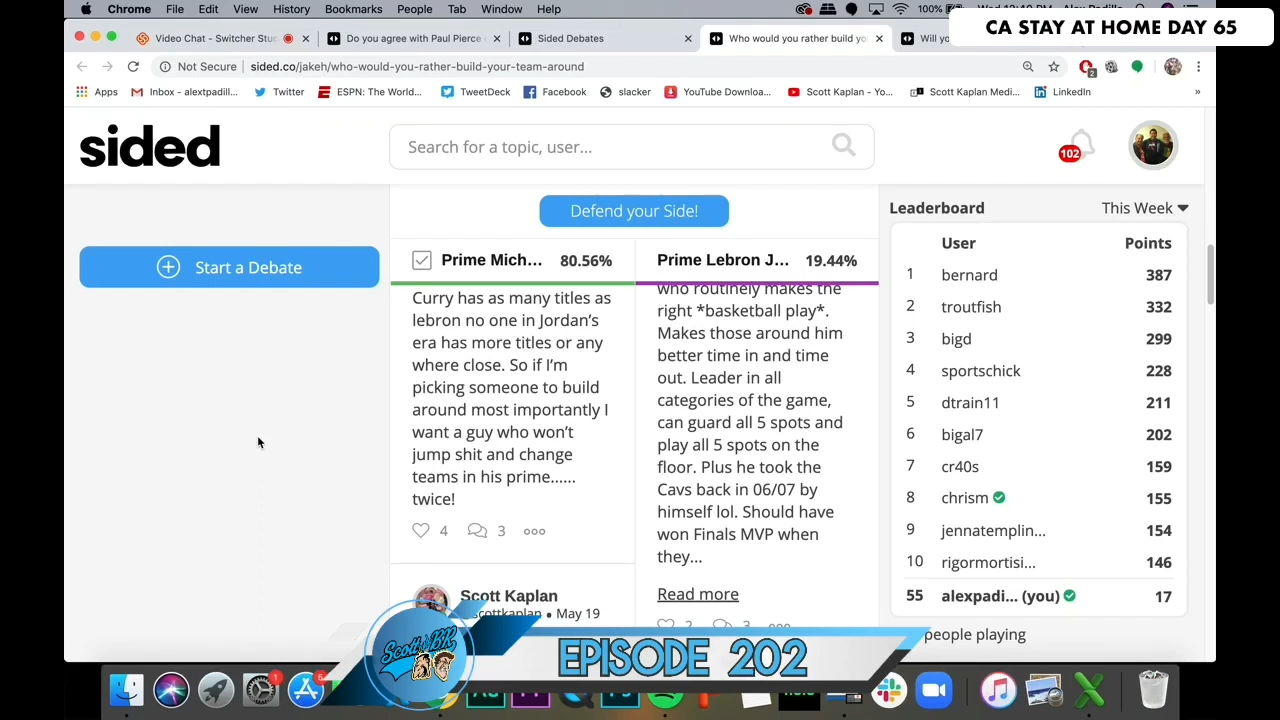 Chrome File Edit View History Bookmarks People Tab Window Help
100%
CA STAY AT HOME DAY 65
Video Chat - Switcher Stu
Do you agree with Paul Pierce
Sided Debates
Who would you rather build yo
Will yo
Not Secure sided.co/jakeh/who-would-you-rather-build-your-team-around
2
Apps
Inbox - alextpadill...
Twitter
ESPN: The World...
TweetDeck
Facebook
slacker
YouTube Downloa...
Scott Kaplan - Yo...
Scott Kaplan Medi...
LinkedIn
»
sided
Search for a topic, user...
102
Defend your Side!
Start a Debate
Prime Mich... 80.56%
Curry has as many titles as
lebron no one in Jordan's
era has more titles or any
where close. So if I'm
picking someone to build
around most importantly I
want a guy who won't
jump shit and change
teams in his prime......
twice!
4 3
Scott Kaplan
scottkaplan • May 19
Prime Lebron J... 19.44%
who routinely makes the
right *basketball play*.
Makes those around him
better time in and time
out. Leader in all
categories of the game,
can guard all 5 spots and
play all 5 spots on the
floor. Plus he took the
Cavs back in 06/07 by
himself lol. Should have
won Finals MVP when
they...
Read more
2 3
Leaderboard This Week
User Points
1 bernard 387
2 troutfish 332
3 bigd 299
4 sportschick 228
5 dtrain11 211
6 bigal7 202
7 cr40s 159
8 chrism 155
9 jennatemplin... 154
10 rigormortisi... 146
55 alexpadi... (you) 17
people playing
EPISODE 202